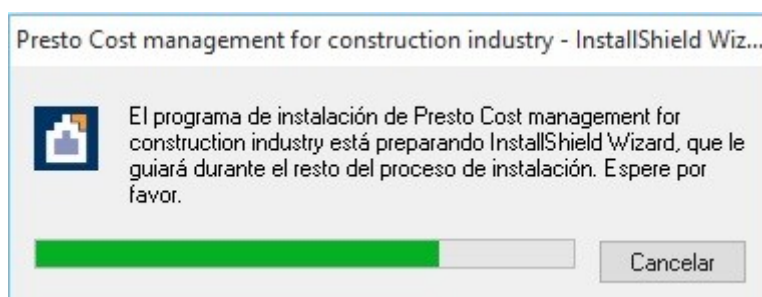 Presto Cost management for construction industry - InstallShield Wiz...
El programa de instalación de Presto Cost management for
construction industry está preparando InstallShield Wizard, que le
guiará durante el resto del proceso de instalación. Espere por
favor.
Cancelar